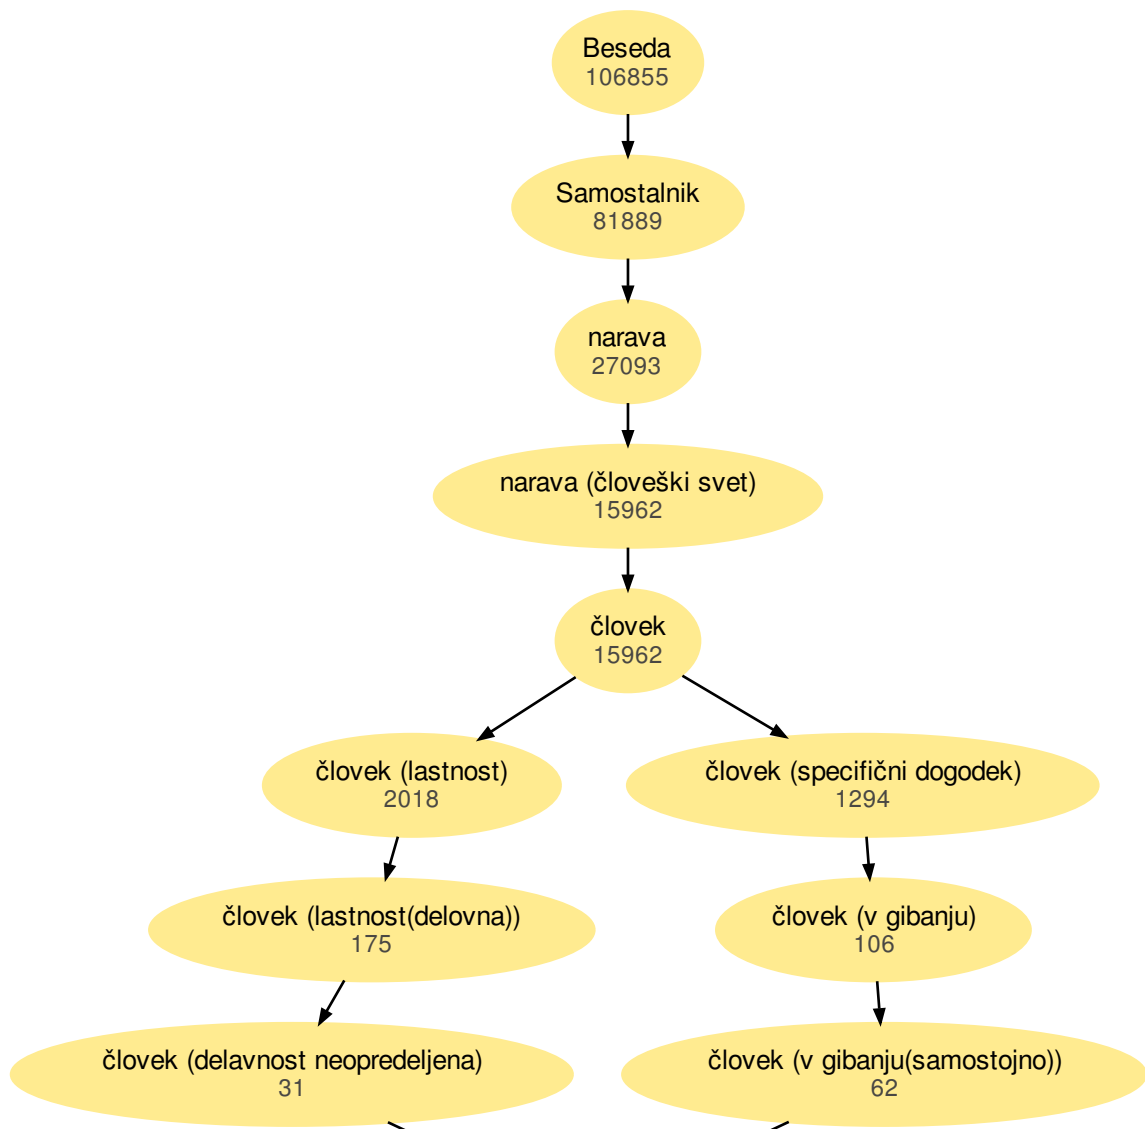 Beseda
106855
Samostalnik
81889
narava
27093
narava (človeški svet)
15962
človek
15962
človek (lastnost)
2018
človek (specifični dogodek)
1294
človek (lastnost(delovna))
175
človek (v gibanju)
106
človek (delavnost neopredeljena)
31
človek (v gibanju(samostojno))
62